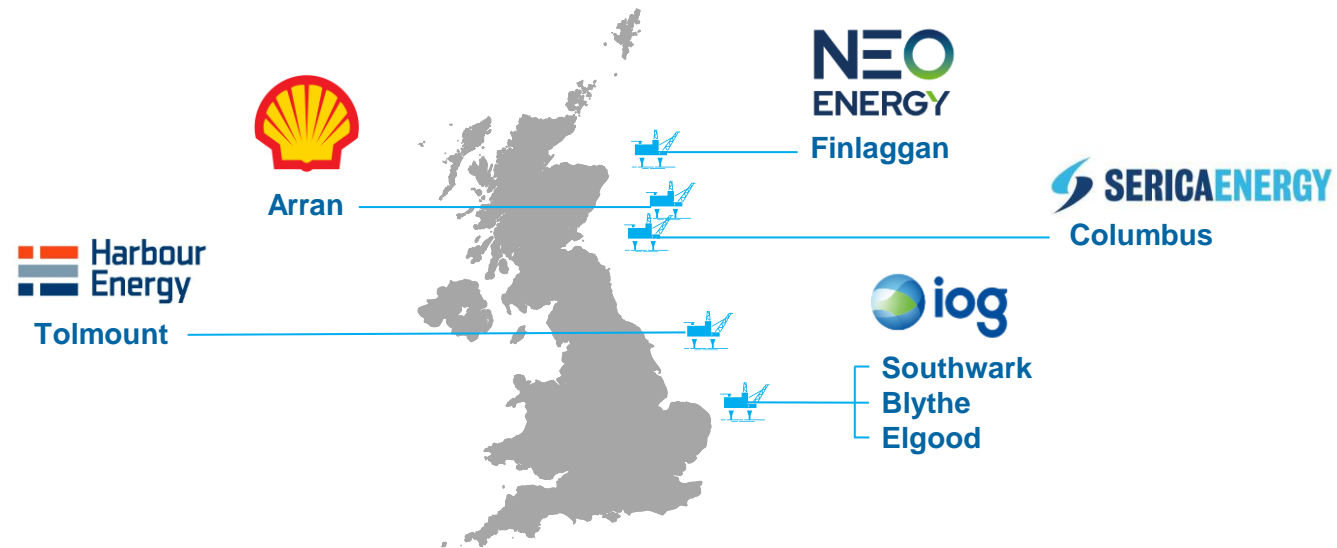 NEO
ENERGY
Finlaggan
Arran
SERICAENERGY
Columbus
Harbour
Energy
Tolmount
iog
Southwark
Blythe
Elgood